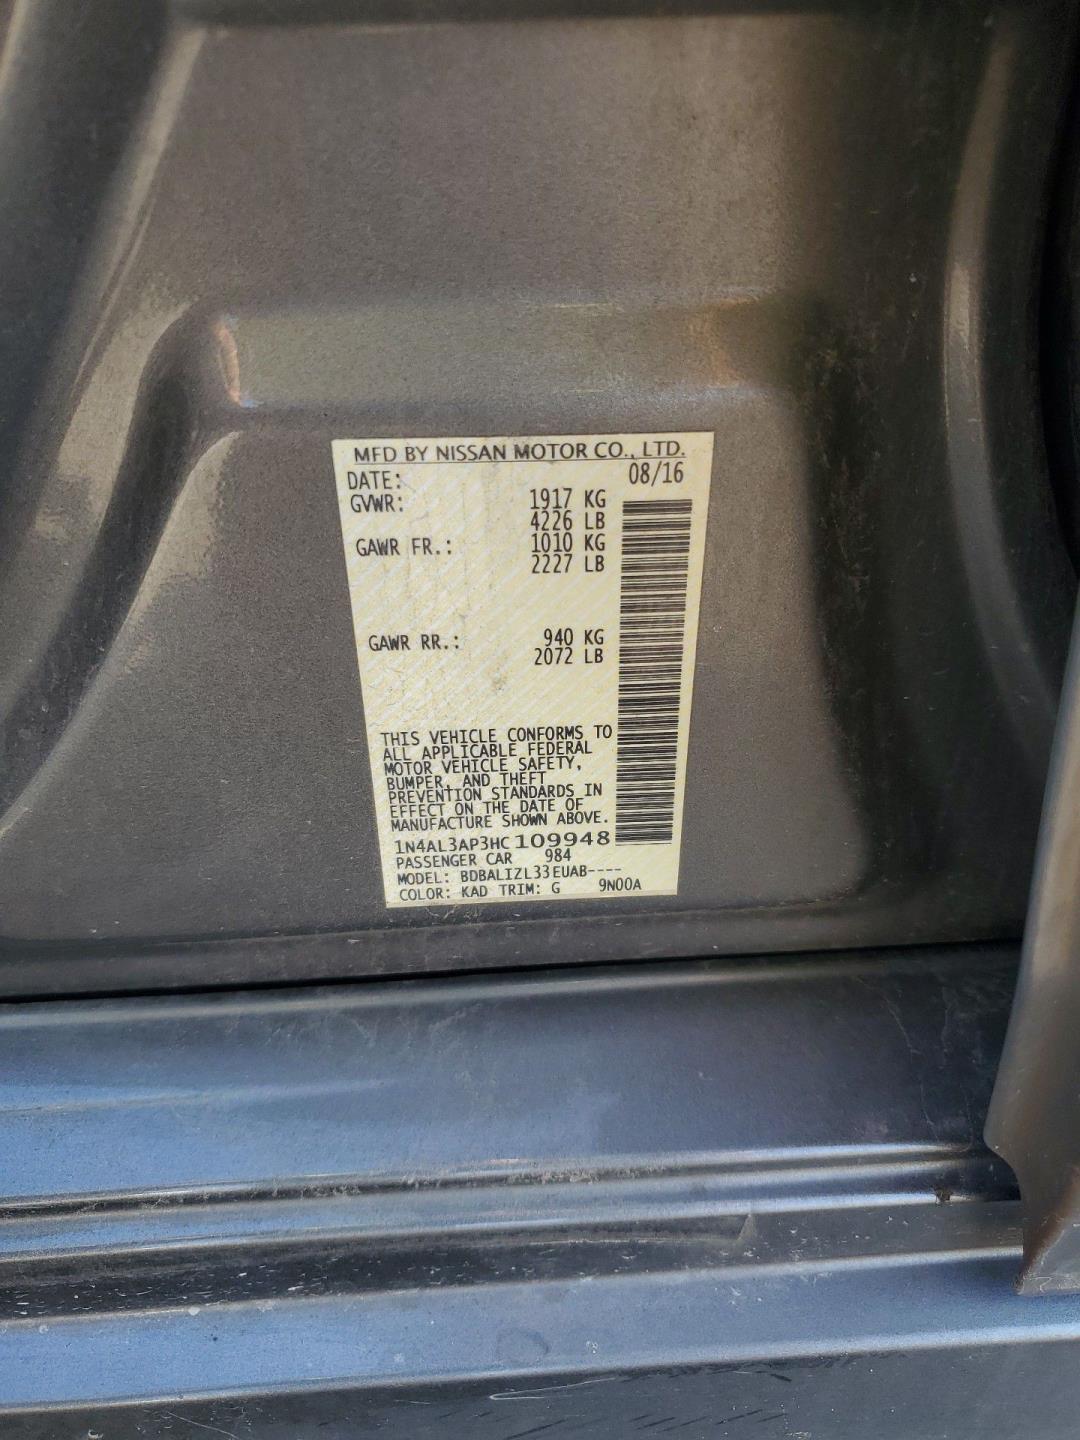 MFD BY NISSAN MOTOR CO., LTD.
DATE: 08/16
GVWR: 1917 KG
4226 LB
GAWR FR.: 1010 KG
2227 LB
GAWR RR.: 940 KG
2072 LB
THIS VEHICLE CONFORMS TO
ALL APPLICABLE FEDERAL
MOTOR VEHICLE SAFETY,
BUMPER, AND THEFT
PREVENTION STANDARDS IN
EFFECT ON THE DATE OF
MANUFACTURE SHOWN ABOVE.
1N4AL3AP3HC109948
PASSENGER CAR 984
MODEL: BDBALIZL33EUAB----
COLOR: KAD TRIM: G 9N00A